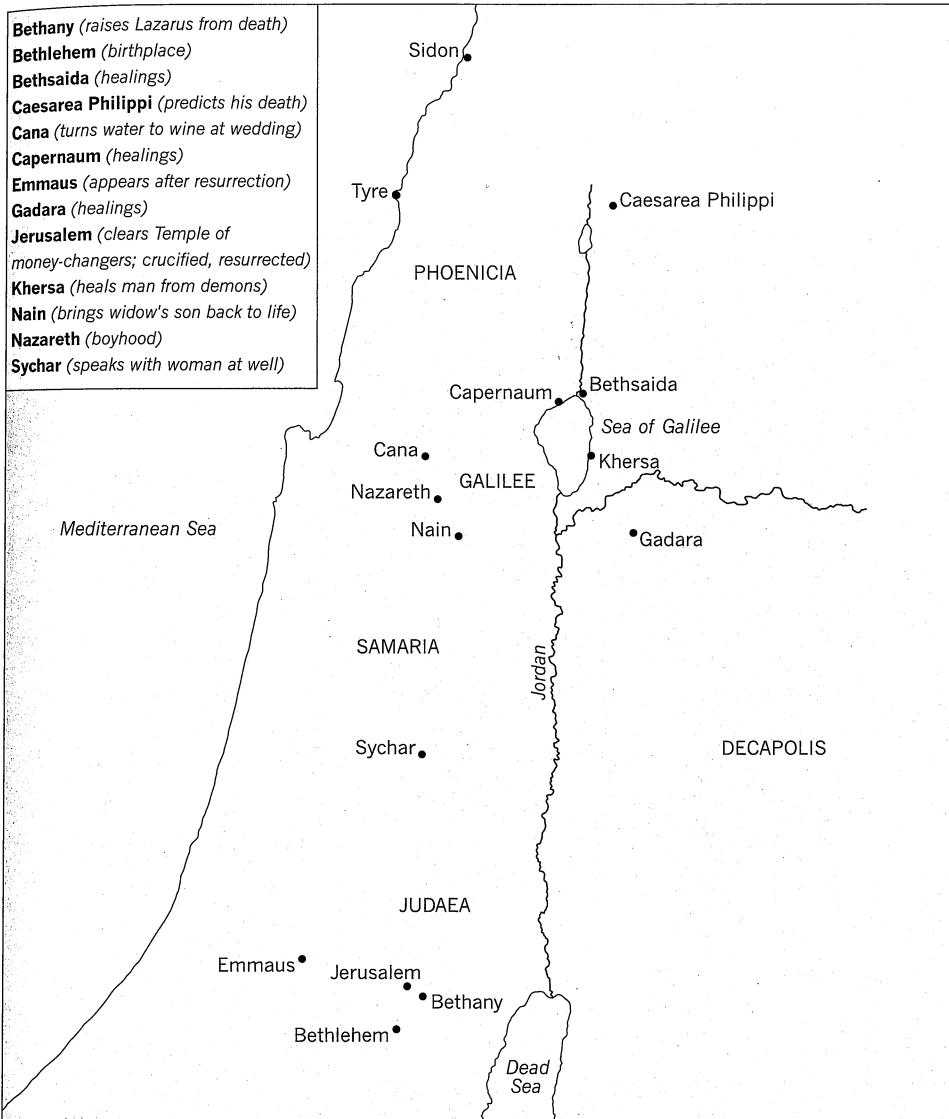 Bethany (raises Lazarus from death)
Bethlehem (birthplace)
Bethsaida (healings)
Caesarea Philippi (predicts his death)
Cana (turns water to wine at wedding)
Capernaum (healings)
Emmaus (appears after resurrection)
Gadara (healings)
Jerusalem (clears Temple of
money-changers; crucified, resurrected)
Khersa (heals man from demons)
Nain (brings widow's son back to life)
Nazareth (boyhood)
Sychar (speaks with woman at well)
Sidon
Tyre
Caesarea Philippi
PHOENICIA
Bethsaida
Capernaum
Sea of Galilee
Cana
Khersa
GALILEE
Nazareth
Mediterranean Sea
Nain
Gadara
SAMARIA
Jordan
Sychar
DECAPOLIS
JUDAEA
Emmaus
Jerusalem
Bethany
Bethlehem
Dead
Sea